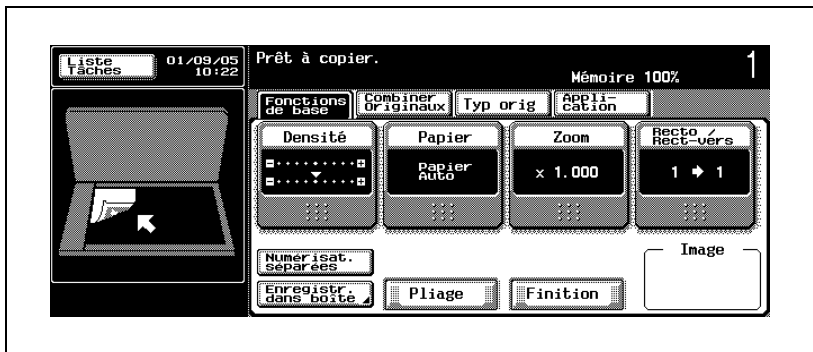 Liste
Tâches
01/09/05
10:22
Prêt à copier.
Mémoire 100%
1
Fonctions
de base
Combiner
Originaux
Typ orig
Appli-
cation
Densité
Papier
Zoom
Recto /
Rect-vers
Papier
Auto
× 1.000
1 ➔ 1
Numérisat.
séparées
Enregistr.
dans boîte
Pliage
Finition
Image